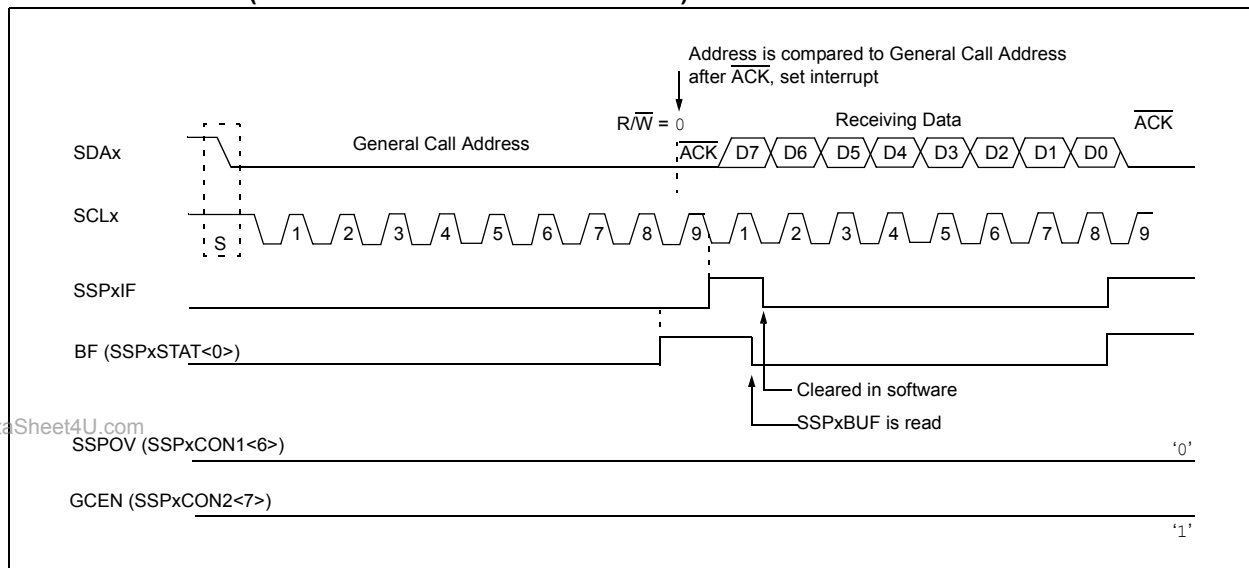 (
)
Address is compared to General Call Address
after ACK, set interrupt
R/W = 0
Receiving Data
ACK
SDAx
General Call Address
ACK
D7
D6
D5
D4
D3
D2
D1
D0
SCLx
S
1
2
3
4
5
6
7
8
9
1
2
3
4
5
6
7
8
9
SSPxIF
BF (SSPxSTAT<0>)
Cleared in software
SSPxBUF is read
aSheet4U.com
SSPOV (SSPxCON1<6>)
‘0’
GCEN (SSPxCON2<7>)
‘1’